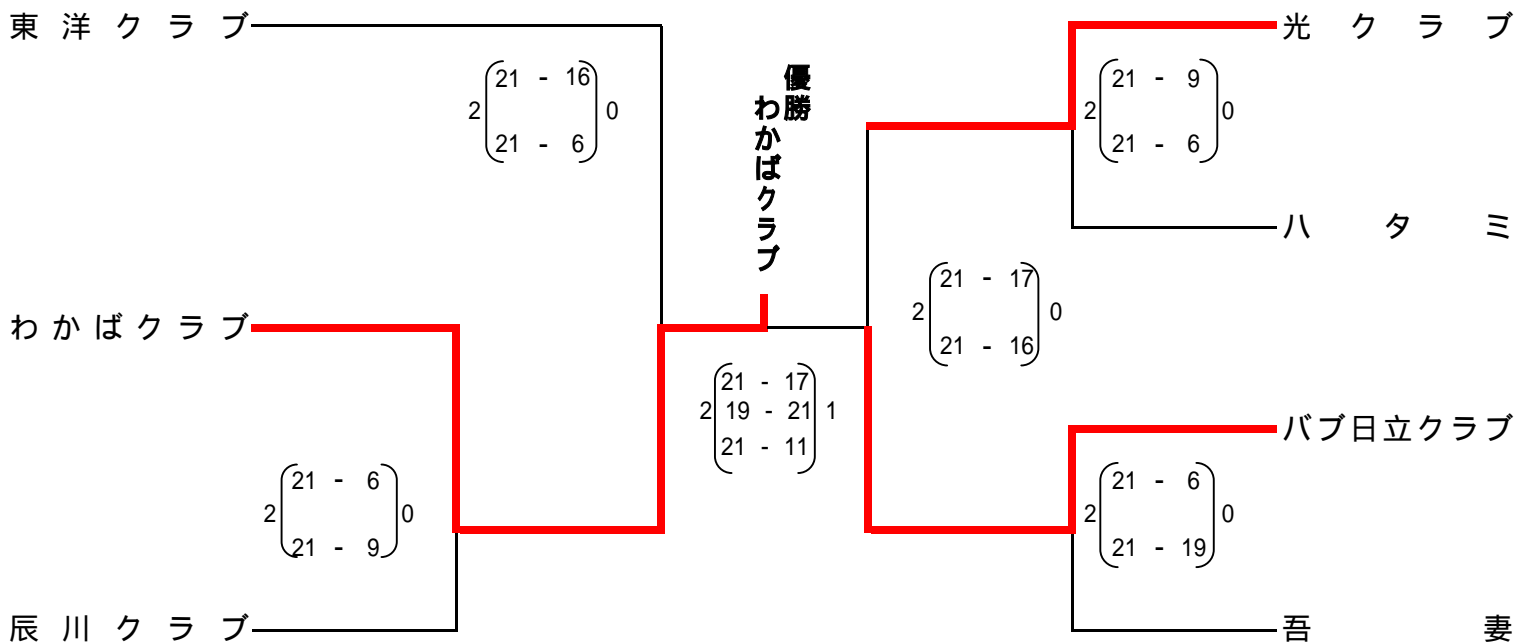 東洋クラブ
2 21 - 16 0
21 - 6
わかばクラブ
2 21 - 6 0
21 - 9
辰川クラブ
優勝
わかばクラブ
21 - 17
2 19 - 21 1
21 - 11
光クラブ
2 21 - 9 0
21 - 6
ハタミ
2 21 - 17 0
21 - 16
バブ日立クラブ
2 21 - 6 0
21 - 19
吾妻